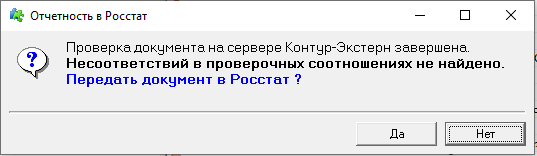 Отчетность в Росстат
Проверка документа на сервере Контур-Экстерн завершена.
Несоответствий в проверочных соотношениях не найдено.
Передать документ в Росстат ?
Да
Нет